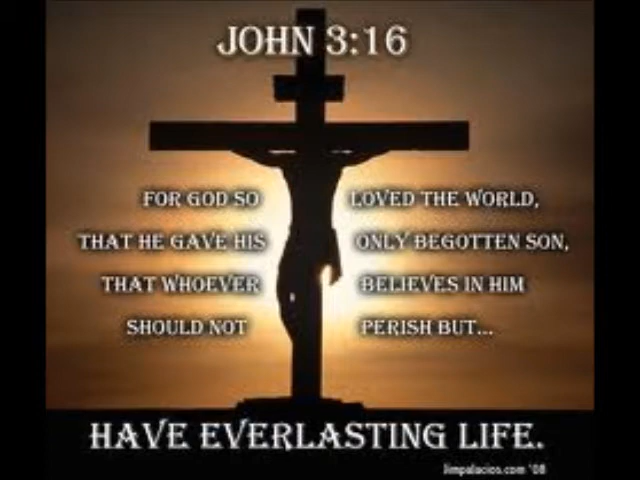 JOHN 3:16
FOR GOD SO LOVED THE WORLD,
THAT HE GAVE HIS ONLY BEGOTTEN SON,
THAT WHOEVER BELIEVES IN HIM
SHOULD NOT PERISH BUT...
HAVE EVERLASTING LIFE.
Jimpalacios.com '08